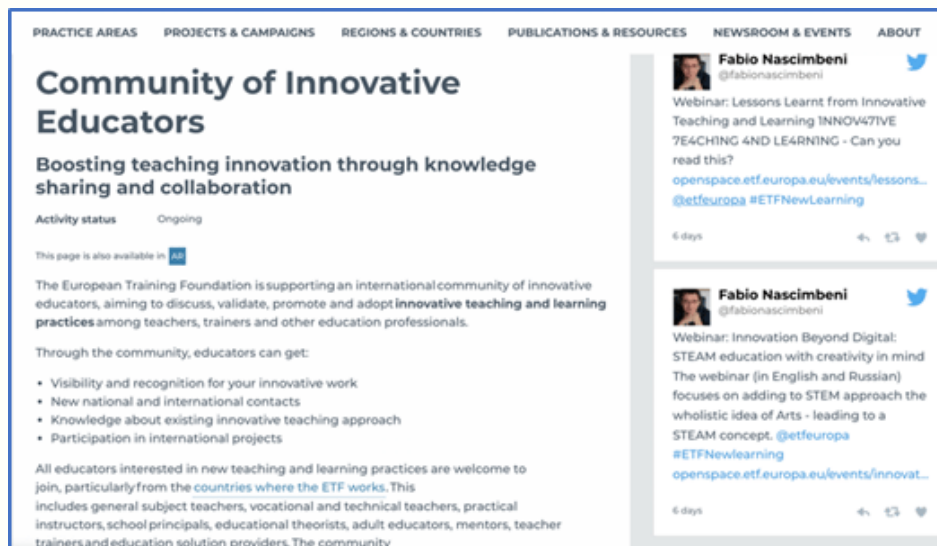 PRACTICE AREAS PROJECTS & CAMPAIGNS REGIONS & COUNTRIES PUBLICATIONS & RESOURCES NEWSROOM & EVENTS ABOUT
Community of Innovative
Educators
Boosting teaching innovation through knowledge
sharing and collaboration
Activity status Ongoing
This page is also available in AR
The European Training Foundation is supporting an international community of innovative
educators, aiming to discuss, validate, promote and adopt innovative teaching and learning
practices among teachers, trainers and other education professionals.
Through the community, educators can get:
• Visibility and recognition for your innovative work
• New national and international contacts
• Knowledge about existing innovative teaching approach
• Participation in international projects
All educators interested in new teaching and learning practices are welcome to
join, particularly from the countries where the ETF works. This
includes general subject teachers, vocational and technical teachers, practical
instructors, school principals, educational theorists, adult educators, mentors, teacher
trainers and education solution providers. The community
Fabio Nascimbeni
@fabionascimbeni
Webinar: Lessons Learnt from Innovative
Teaching and Learning 1NNOV471VE
7E4CH1NG 4ND LE4RN1NG - Can you
read this?
openspace.etf.europa.eu/events/lessons...
@etfeuropa #ETFNewLearning
6 days
Fabio Nascimbeni
@fabionascimbeni
Webinar: Innovation Beyond Digital:
STEAM education with creativity in mind
The webinar (in English and Russian)
focuses on adding to STEM approach the
wholistic idea of Arts - leading to a
STEAM concept. @etfeuropa
#ETFNewlearning
openspace.etf.europa.eu/events/innovat...
6 days